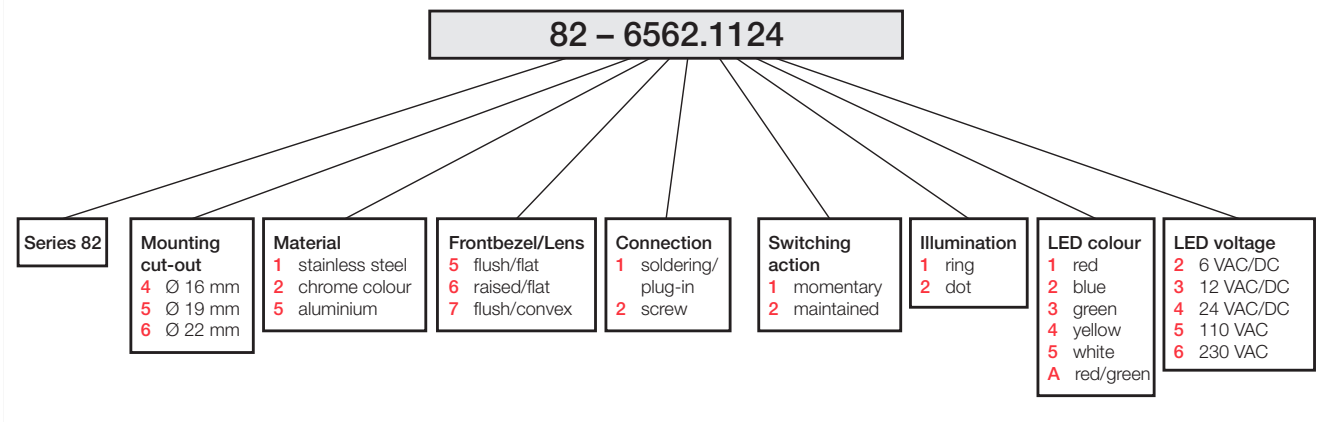 82 – 6562.1124
Series 82
Mounting
cut-out
4 Ø 16 mm
5 Ø 19 mm
6 Ø 22 mm
Material
1 stainless steel
2 chrome colour
5 aluminium
Frontbezel/Lens
5 flush/flat
6 raised/flat
7 flush/convex
Connection
1 soldering/
plug-in
2 screw
Switching
action
1 momentary
2 maintained
Illumination
1 ring
2 dot
LED colour
1 red
2 blue
3 green
4 yellow
5 white
A red/green
LED voltage
2 6 VAC/DC
3 12 VAC/DC
4 24 VAC/DC
5 110 VAC
6 230 VAC